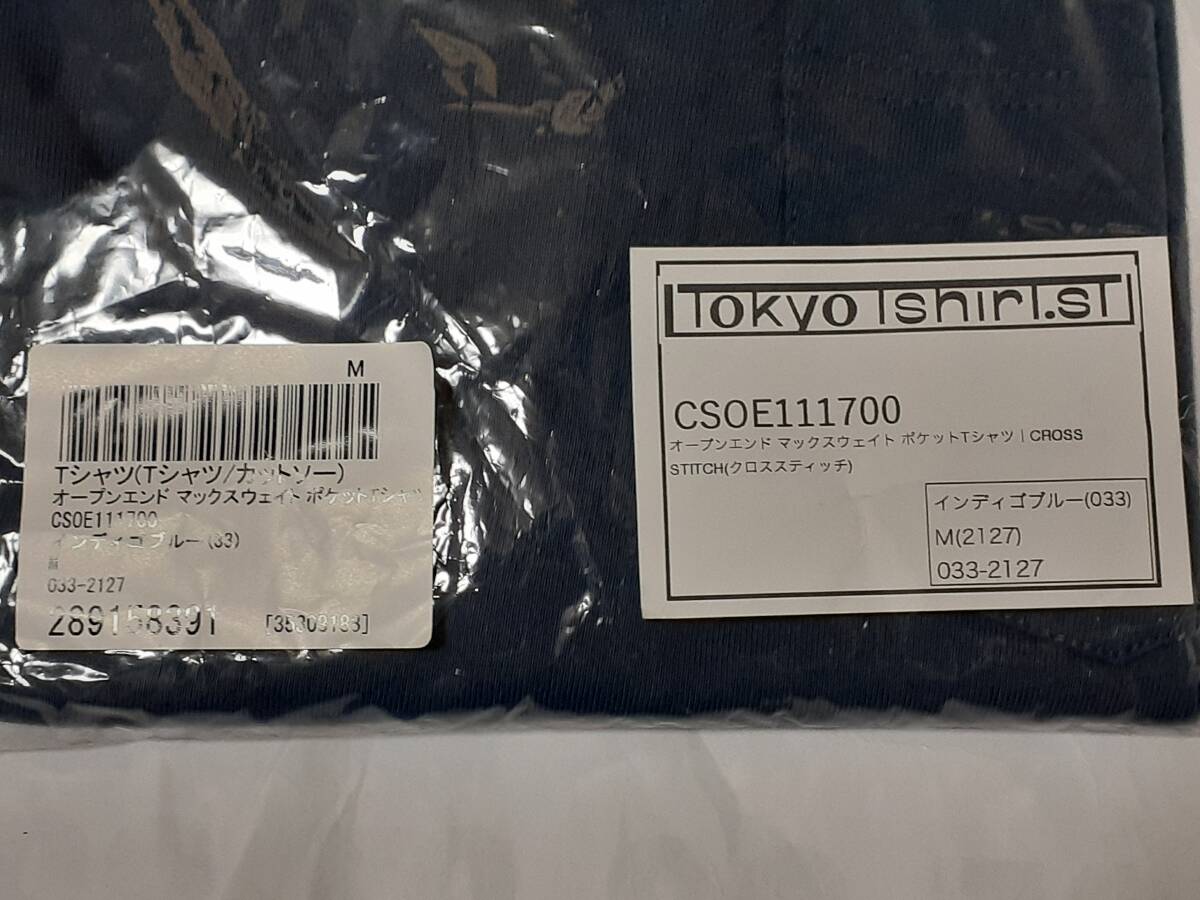 M
Tシャツ(Tシャツ/カットソー)
オープンエンド マックスウェイト ポケットTシャツ
CSOE111700
インディゴブルー(33)
033-2127
289158391 [35309183]
Tokyo Tshirt.st
CSOE111700
オープンエンド マックスウェイト ポケットTシャツ | CROSS
STITCH(クロススティッチ)
インディゴブルー(033)
M(2127)
033-2127